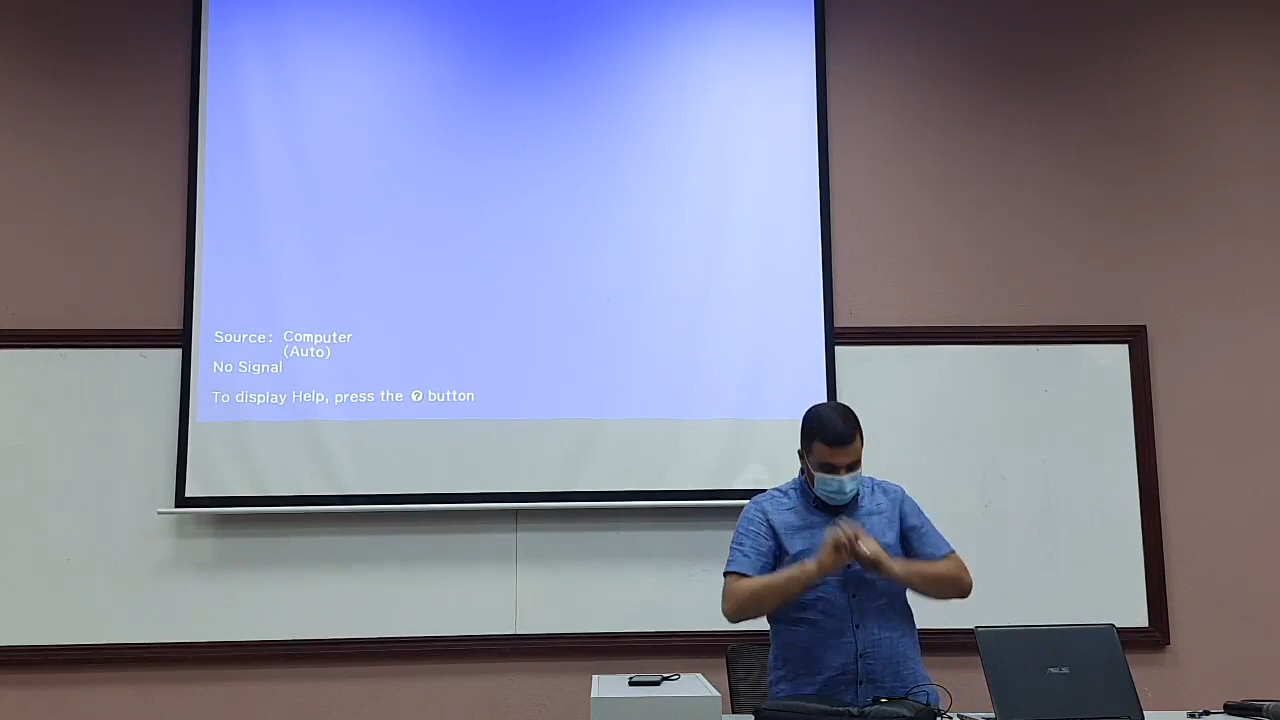 Source: Computer
(Auto)
No Signal
To display Help, press the ? button
ASUS